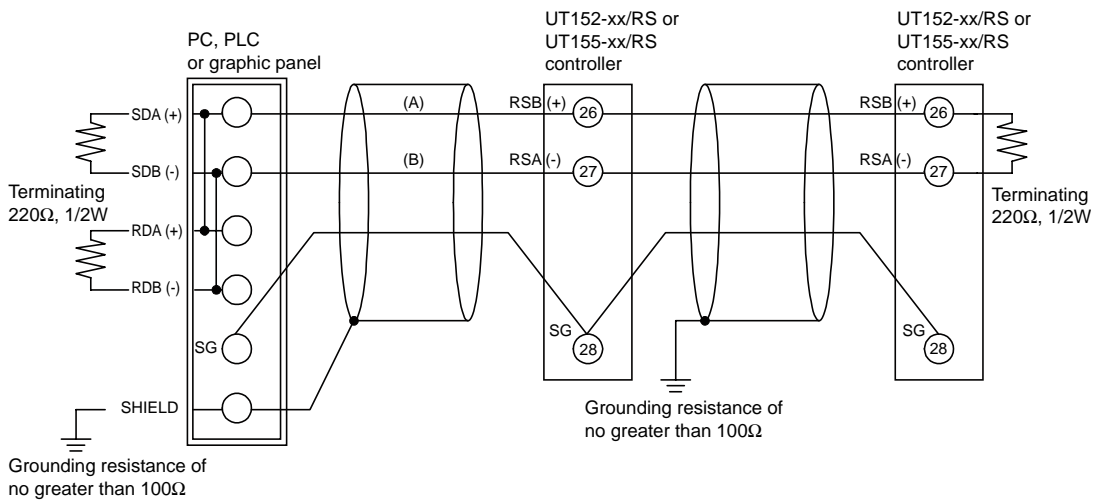 UT152-xx/RS or
UT155-xx/RS
controller
UT152-xx/RS or
UT155-xx/RS
controller
PC, PLC
or graphic panel
SDA (+)
(A)
RSB (+)
26
RSB (+)
26
SDB (-)
(B)
RSA (-)
27
RSA (-)
27
Terminating
220Ω, 1/2W
Terminating
220Ω, 1/2W
RDA (+)
RDB (-)
SG
SG
28
SG
28
SHIELD
Grounding resistance of
no greater than 100Ω
Grounding resistance of
no greater than 100Ω